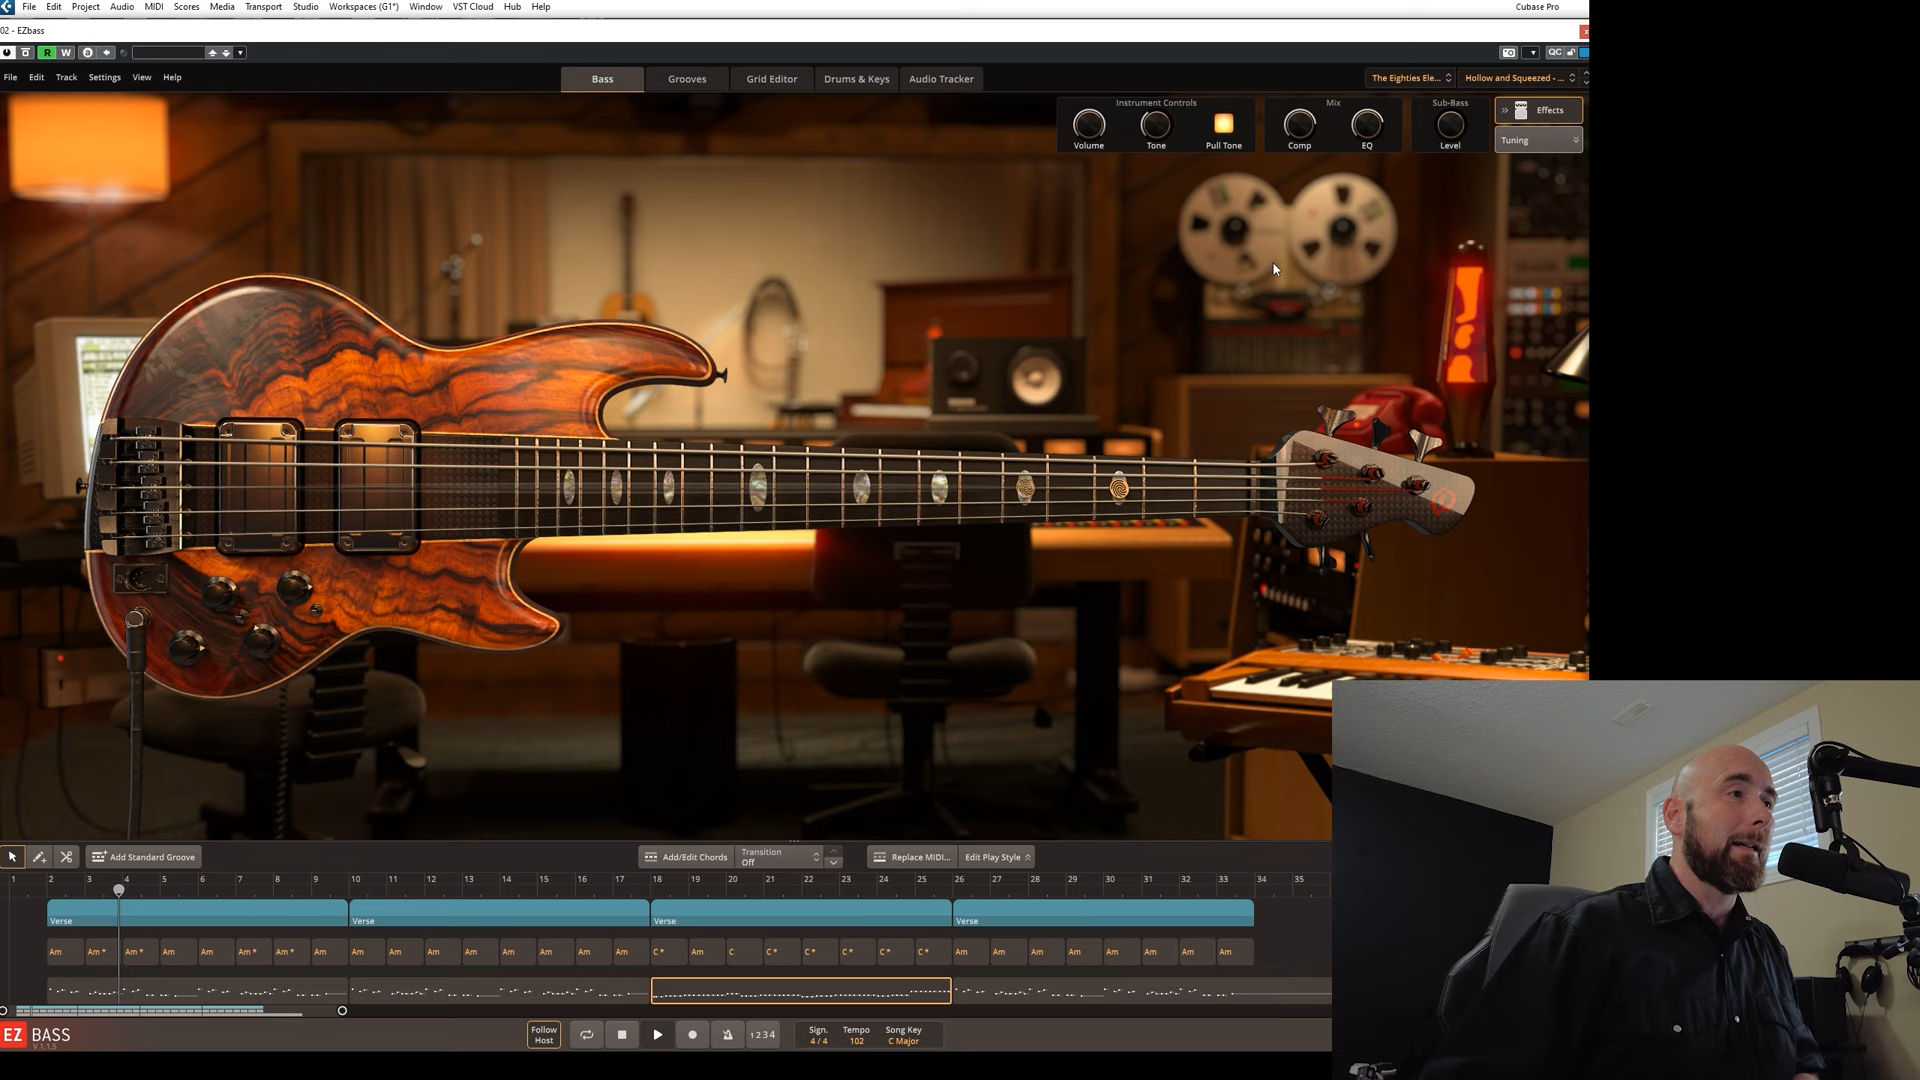 File Edit Project Audio MIDI Scores Media Transport Studio Workspaces (G1*) Window VST Cloud Hub Help Cubase Pro
02 - EZbass
R W a QC
File Edit Track Settings View Help Bass Grooves Grid Editor Drums & Keys Audio Tracker The Eighties Ele... Hollow and Squeezed - ...
Instrument Controls Mix Sub-Bass
Effects
Volume Tone Pull Tone Comp EQ Level Tuning
Add Standard Groove Add/Edit Chords Transition Replace MIDI... Edit Play Style
Off
1 2 3 4 5 6 7 8 9 10 11 12 13 14 15 16 17 18 19 20 21 22 23 24 25 26 27 28 29 30 31 32 33 34 35
Verse Verse Verse Verse
Am Am * Am * Am Am Am * Am * Am Am Am Am Am Am Am Am Am C * Am C C * C * C * C * C * Am Am Am Am Am Am Am Am
EZ BASS
V 1.1.5
Follow Host
1 2 3 4
Sign. Tempo Song Key
4 / 4 102 C Major